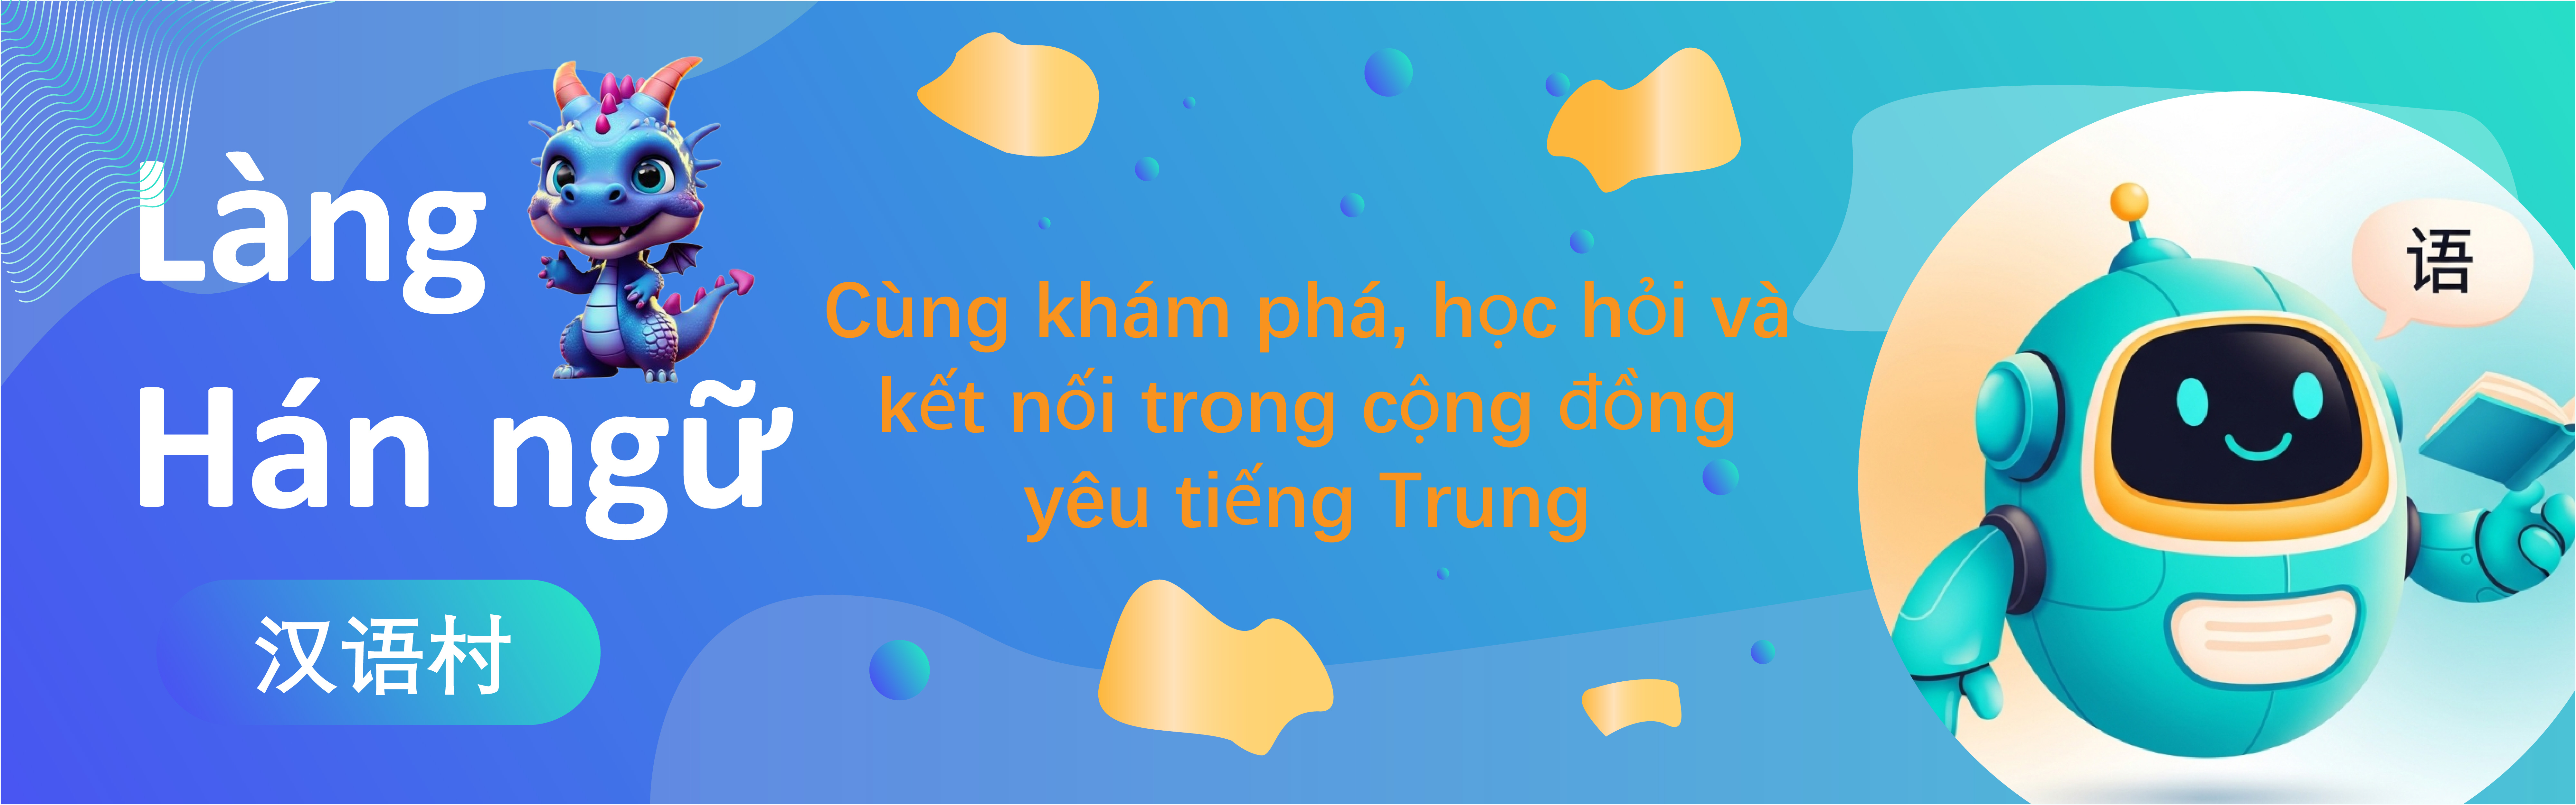 Làng
Hán ngữ
汉语村
Cùng khám phá, học hỏi và
kết nối trong cộng đồng
yêu tiếng Trung
语